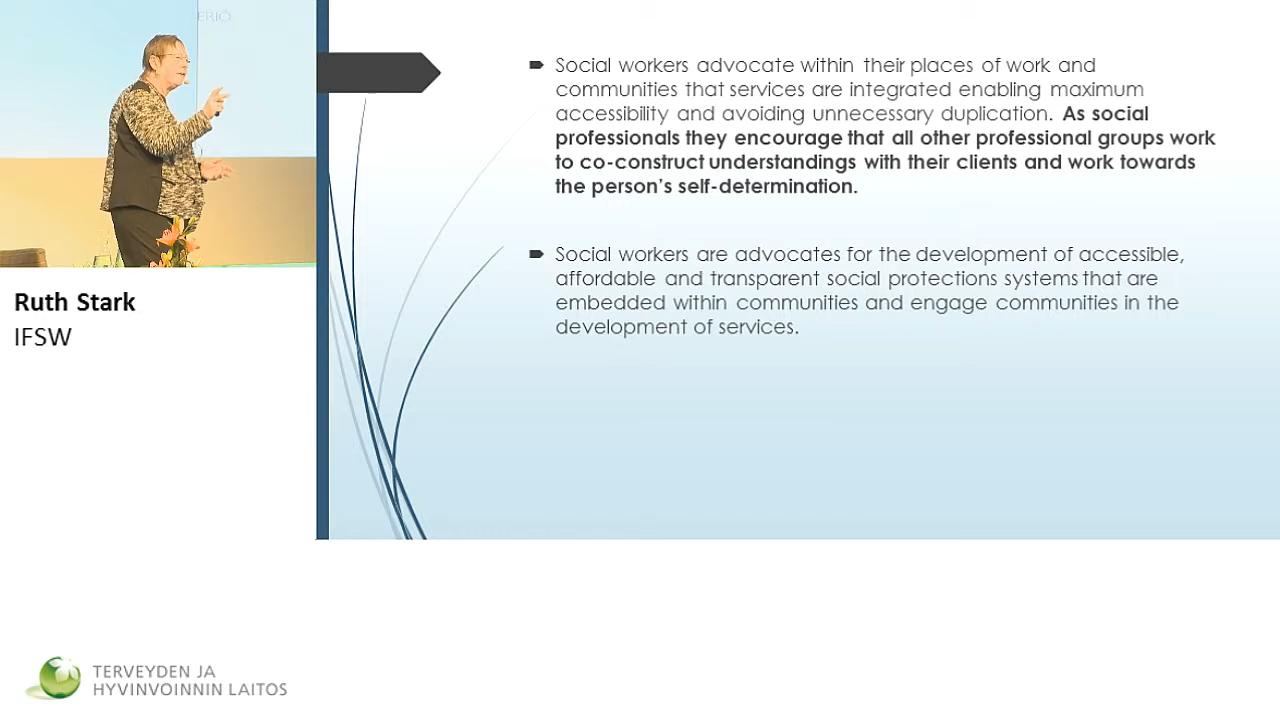 ERIÖ
Social workers advocate within their places of work and
communities that services are integrated enabling maximum
accessibility and avoiding unnecessary duplication. As social
professionals they encourage that all other professional groups work
to co-construct understandings with their clients and work towards
the person's self-determination.
Social workers are advocates for the development of accessible,
affordable and transparent social protections systems that are
embedded within communities and engage communities in the
development of services.
Ruth Stark
IFSW
TERVEYDEN JA
HYVINVOINNIN LAITOS